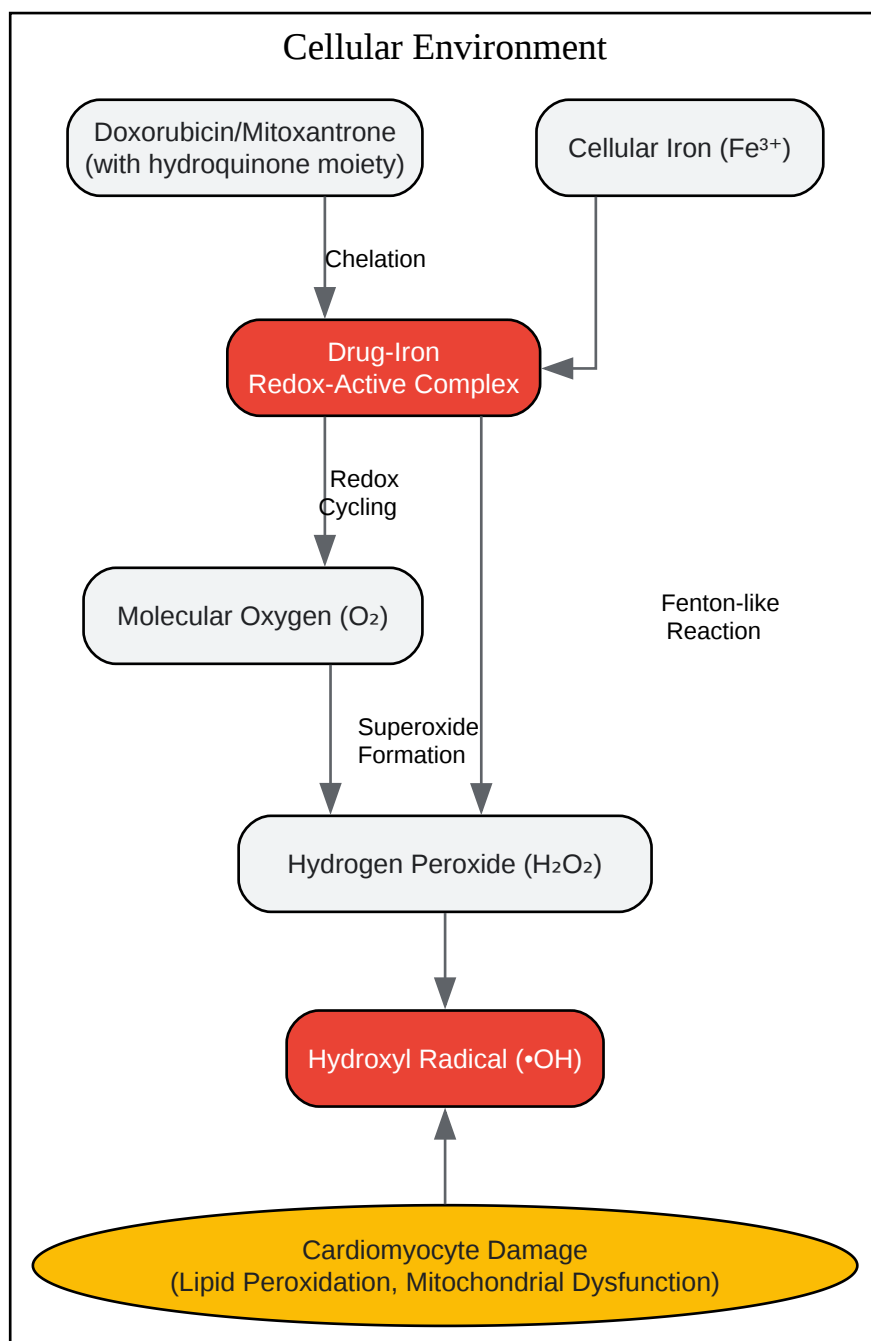 Cellular Environment
Doxorubicin/Mitoxantrone
(with hydroquinone moiety)
Cellular Iron (Fe³⁺)
Chelation
Drug-Iron
Redox-Active Complex
Redox
Cycling
Molecular Oxygen (O₂)
Fenton-like
Reaction
Superoxide
Formation
Hydrogen Peroxide (H₂O₂)
Hydroxyl Radical (•OH)
Cardiomyocyte Damage
(Lipid Peroxidation, Mitochondrial Dysfunction)